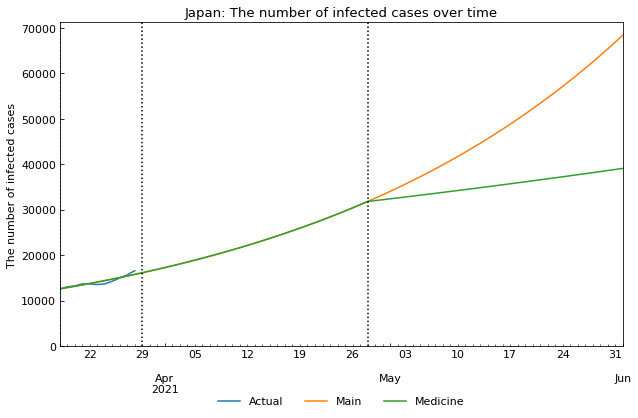 Japan: The number of infected cases over time
The number of infected cases
70000
60000
50000
40000
30000
20000
10000
0
22 29 05 12 19 26 03 10 17 24 31
Apr May Jun
2021
Actual Main Medicine